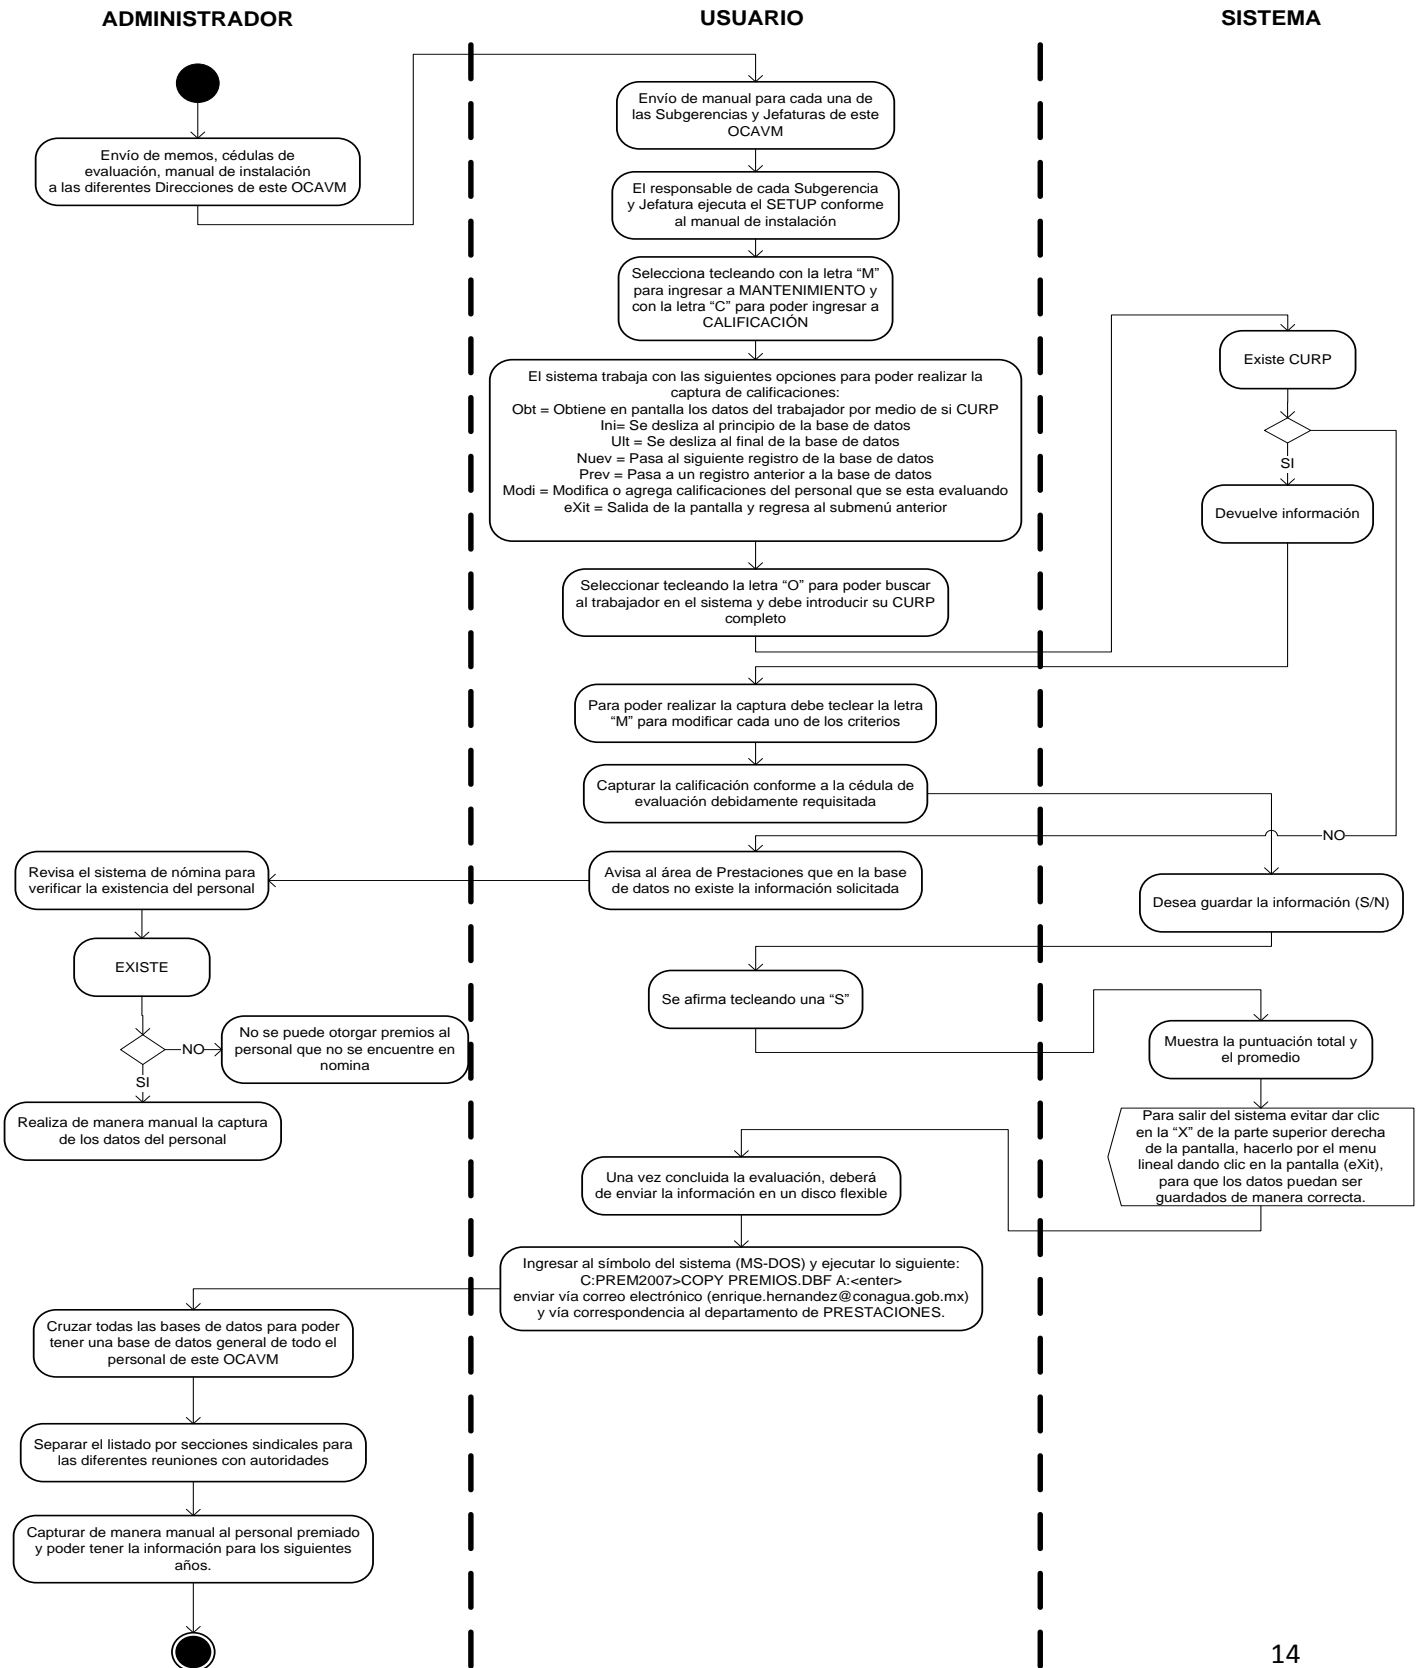 ADMINISTRADOR
USUARIO
SISTEMA
Envío de memos, cédulas de
evaluación, manual de instalación
a las diferentes Direcciones de este OCAVM
Envío de manual para cada una de
las Subgerencias y Jefaturas de este
OCAVM
El responsable de cada Subgerencia
y Jefatura ejecuta el SETUP conforme
al manual de instalación
Selecciona tecleando con la letra “M”
para ingresar a MANTENIMIENTO y
con la letra “C” para poder ingresar a
CALIFICACIÓN
El sistema trabaja con las siguientes opciones para poder realizar la
captura de calificaciones:
Obt = Obtiene en pantalla los datos del trabajador por medio de si CURP
Ini= Se desliza al principio de la base de datos
Ult = Se desliza al final de la base de datos
Nuev = Pasa al siguiente registro de la base de datos
Prev = Pasa a un registro anterior a la base de datos
Modi = Modifica o agrega calificaciones del personal que se esta evaluando
eXit = Salida de la pantalla y regresa al submenú anterior
Seleccionar tecleando la letra “O” para poder buscar
al trabajador en el sistema y debe introducir su CURP
completo
Existe CURP
SI
Devuelve información
Para poder realizar la captura debe teclear la letra
“M” para modificar cada uno de los criterios
Capturar la calificación conforme a la cédula de
evaluación debidamente requisitada
NO
Avisa al área de Prestaciones que en la base
de datos no existe la información solicitada
Revisa el sistema de nómina para
verificar la existencia del personal
EXISTE
NO
No se puede otorgar premios al
personal que no se encuentre en
nomina
SI
Realiza de manera manual la captura
de los datos del personal
Desea guardar la información (S/N)
Se afirma tecleando una “S”
Muestra la puntuación total y
el promedio
Para salir del sistema evitar dar clic
en la “X” de la parte superior derecha
de la pantalla, hacerlo por el menu
lineal dando clic en la pantalla (eXit),
para que los datos puedan ser
guardados de manera correcta.
Una vez concluida la evaluación, deberá
de enviar la información en un disco flexible
Ingresar al símbolo del sistema (MS-DOS) y ejecutar lo siguiente:
C:PREM2007>COPY PREMIOS.DBF A:<enter>
enviar vía correo electrónico (enrique.hernandez@conagua.gob.mx)
y vía correspondencia al departamento de PRESTACIONES.
Cruzar todas las bases de datos para poder
tener una base de datos general de todo el
personal de este OCAVM
Separar el listado por secciones sindicales para
las diferentes reuniones con autoridades
Capturar de manera manual al personal premiado
y poder tener la información para los siguientes
años.
14